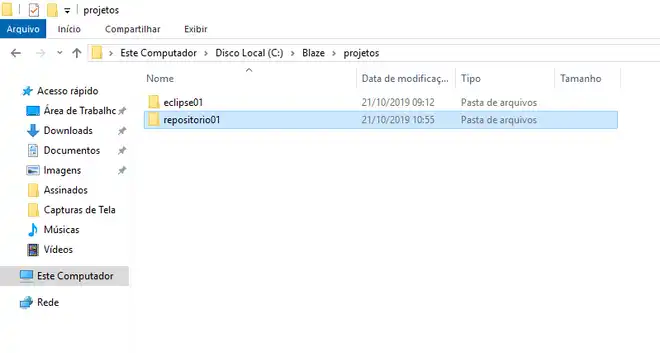 projetos
Arquivo Início Compartilhar Exibir
Este Computador Disco Local (C:) Blaze projetos
Nome Data de modificaç... Tipo Tamanho
Acesso rápido
Área de Trabalhc
Downloads
Documentos
Imagens
Assinados
Capturas de Tela
Músicas
Vídeos
Este Computador
Rede
eclipse01 21/10/2019 09:12 Pasta de arquivos
repositorio01 21/10/2019 10:55 Pasta de arquivos